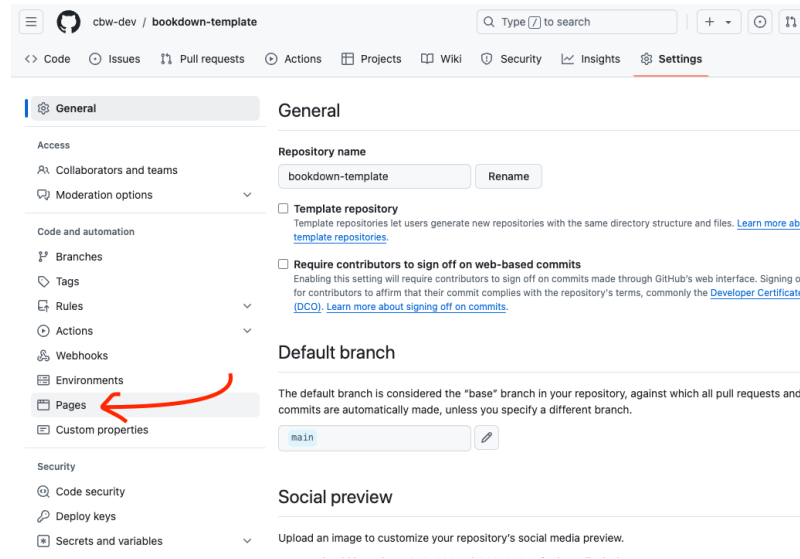 cbw-dev / bookdown-template
Type / to search
Code Issues Pull requests Actions Projects Wiki Security Insights Settings
General
Access
Collaborators and teams
Moderation options
Code and automation
Branches
Tags
Rules
Actions
Webhooks
Environments
Pages
Custom properties
Security
Code security
Deploy keys
Secrets and variables
General
Repository name
bookdown-template Rename
Template repository
Template repositories let users generate new repositories with the same directory structure and files. Learn more ab
template repositories.
Require contributors to sign off on web-based commits
Enabling this setting will require contributors to sign off on commits made through GitHub's web interface. Signing o
for contributors to affirm that their commit complies with the repository's terms, commonly the Developer Certificate
(DCO). Learn more about signing off on commits.
Default branch
The default branch is considered the "base" branch in your repository, against which all pull requests and
commits are automatically made, unless you specify a different branch.
main
Social preview
Upload an image to customize your repository's social media preview.